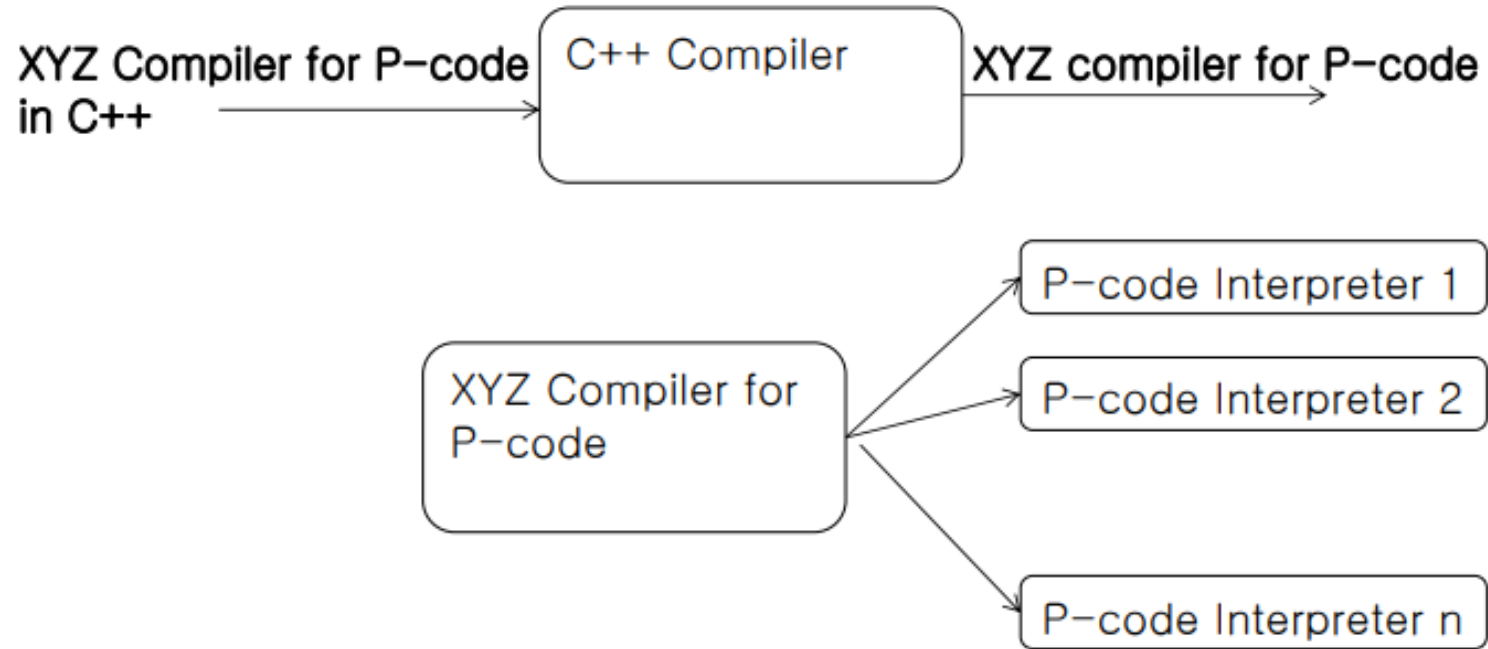 XYZ Compiler for P-code
in C++
C++ Compiler
XYZ compiler for P-code
P-code Interpreter 1
XYZ Compiler for
P-code
P-code Interpreter 2
P-code Interpreter n